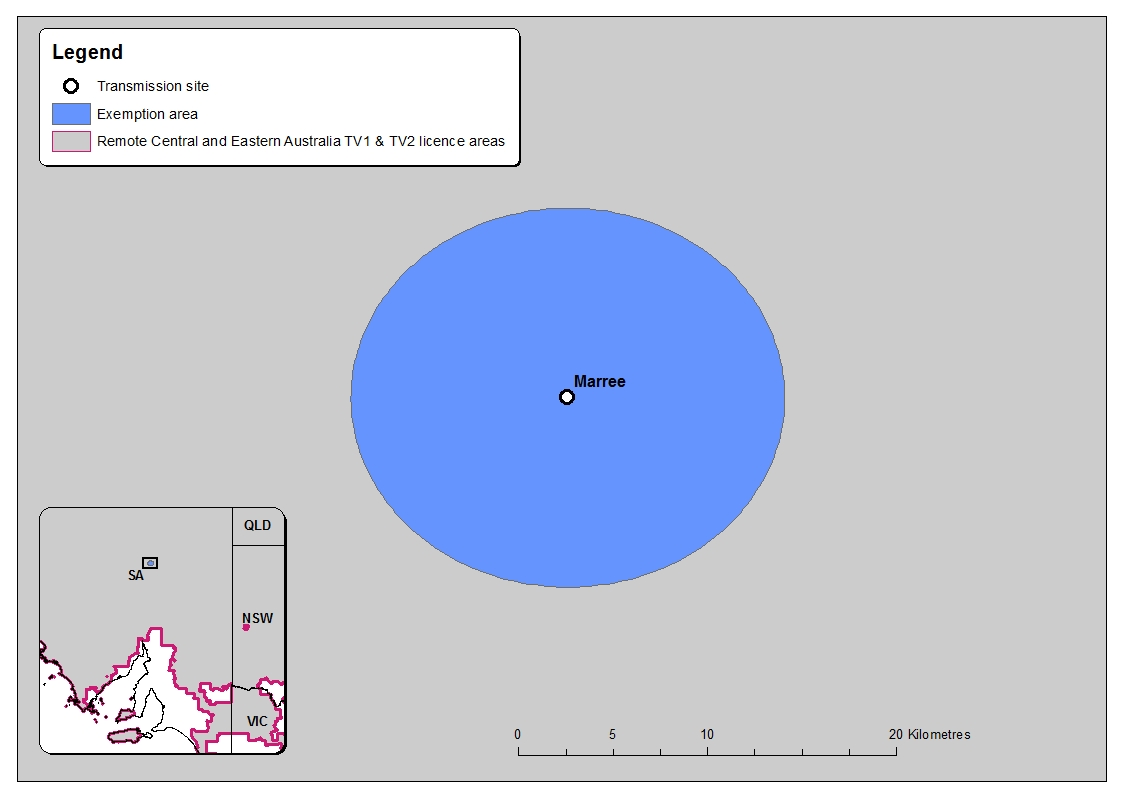 Legend
Transmission site
Exemption area
Remote Central and Eastern Australia TV1 & TV2 licence areas
Marree
QLD
SA
NSW
VIC
0 5 10 20 Kilometres